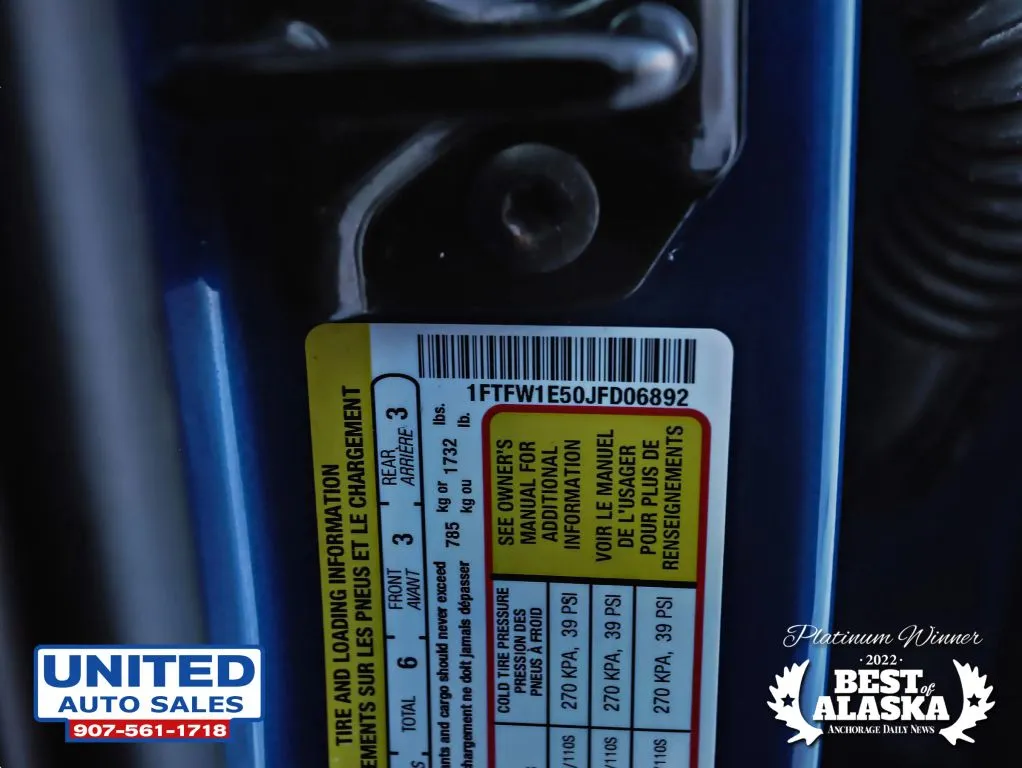 1FTFW1E50JFD06892
TIRE AND LOADING INFORMATION
EMENTS SUR LES PNEUS ET LE CHARGEMENT
TOTAL 6 FRONT AVANT 3 REAR ARRIÈRE 3
ants and cargo should never exceed 785 kg or 1732 lbs.
hargement ne doit jamais dépasser kg ou lb.
SEE OWNER'S
MANUAL FOR
ADDITIONAL
INFORMATION
VOIR LE MANUEL
DE L'USAGER
POUR PLUS DE
RENSEIGNEMENTS
COLD TIRE PRESSURE
PRESSION DES
PNEUS À FROID
/110S 270 KPA, 39 PSI
/110S 270 KPA, 39 PSI
/110S 270 KPA, 39 PSI
UNITED
AUTO SALES
907-561-1718
Platinum Winner
·2022·
BEST of
ALASKA
ANCHORAGE DAILY NEWS